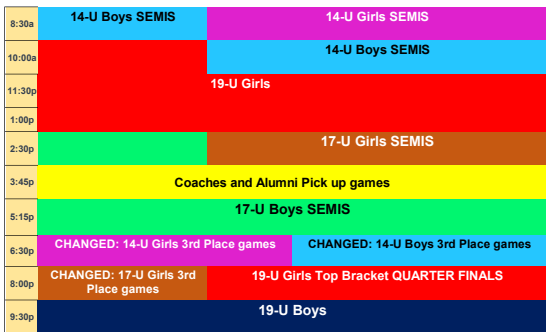 8:30a 14-U Boys SEMIS 14-U Girls SEMIS
10:00a 14-U Boys SEMIS
11:30p 19-U Girls
1:00p
2:30p 17-U Girls SEMIS
3:45p Coaches and Alumni Pick up games
5:15p 17-U Boys SEMIS
6:30p CHANGED: 14-U Girls 3rd Place games CHANGED: 14-U Boys 3rd Place games
8:00p CHANGED: 17-U Girls 3rd Place games 19-U Girls Top Bracket QUARTER FINALS
9:30p 19-U Boys